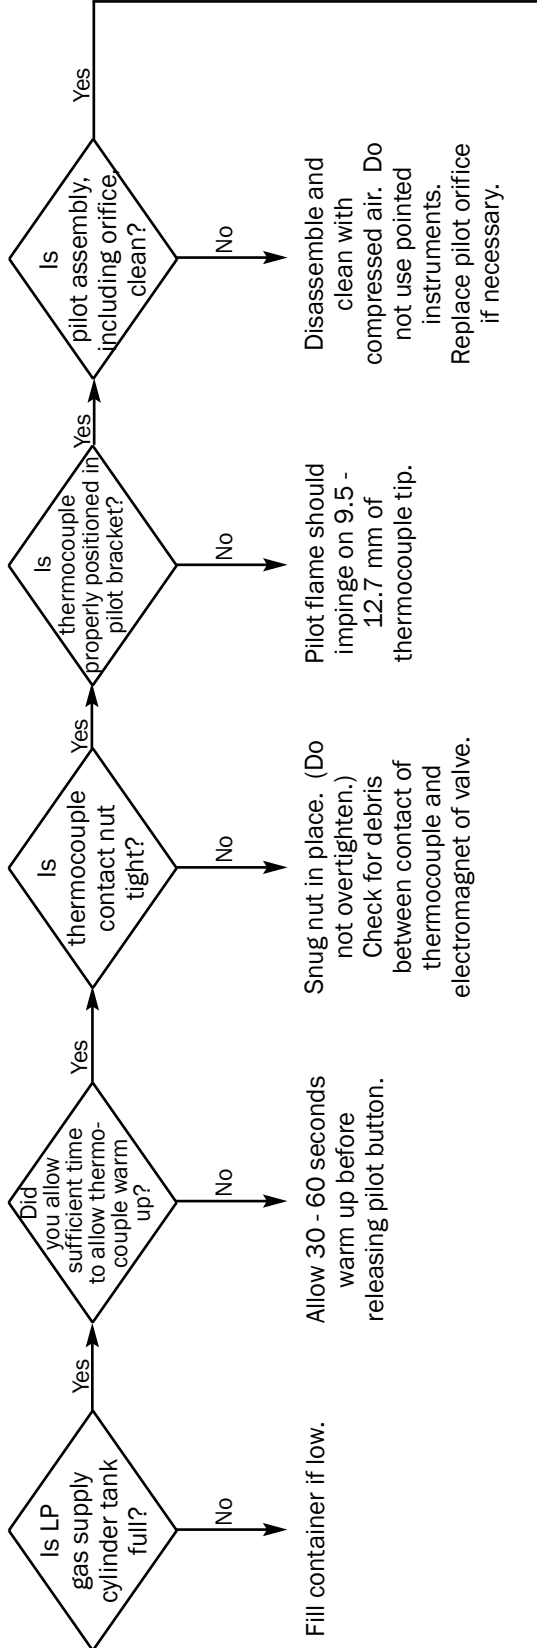 Is LP
gas supply
cylinder tank
full?
Yes
No
Fill container if low.
Did
you allow
sufficient time
to allow thermo-
couple warm
up?
Yes
No
Allow 30 - 60 seconds
warm up before
releasing pilot button.
Is
thermocouple
contact nut
tight?
Yes
No
Snug nut in place. (Do
not overtighten.)
Check for debris
between contact of
thermocouple and
electromagnet of valve.
Is
thermocouple
properly positioned in
pilot bracket?
Yes
No
Pilot flame should
impinge on 9.5 -
12.7 mm of
thermocouple tip.
Is
pilot assembly,
including orifice,
clean?
Yes
No
Disassemble and
clean with
compressed air. Do
not use pointed
instruments.
Replace pilot orifice
if necessary.